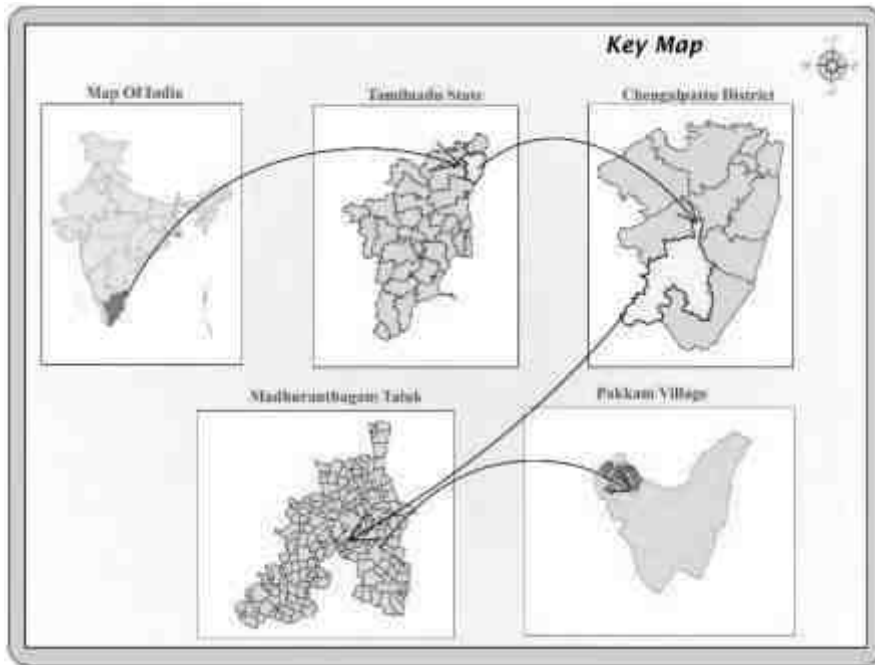 Key Map
Map Of India
Tamilnadu State
Chengalpattu District
Madhuranthagam Taluk
Pakkam Village